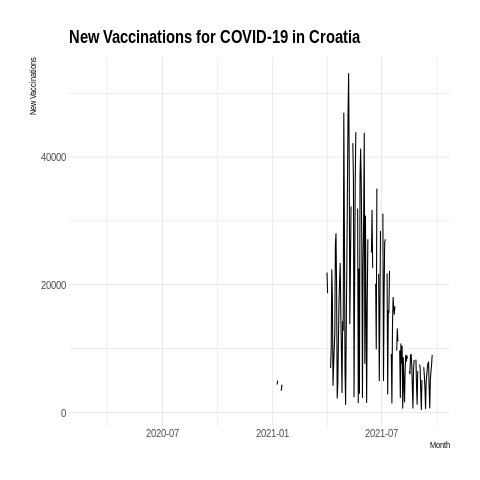 New Vaccinations for COVID-19 in Croatia
New Vaccinations
40000
20000
0
2020-07
2021-01
2021-07
Month